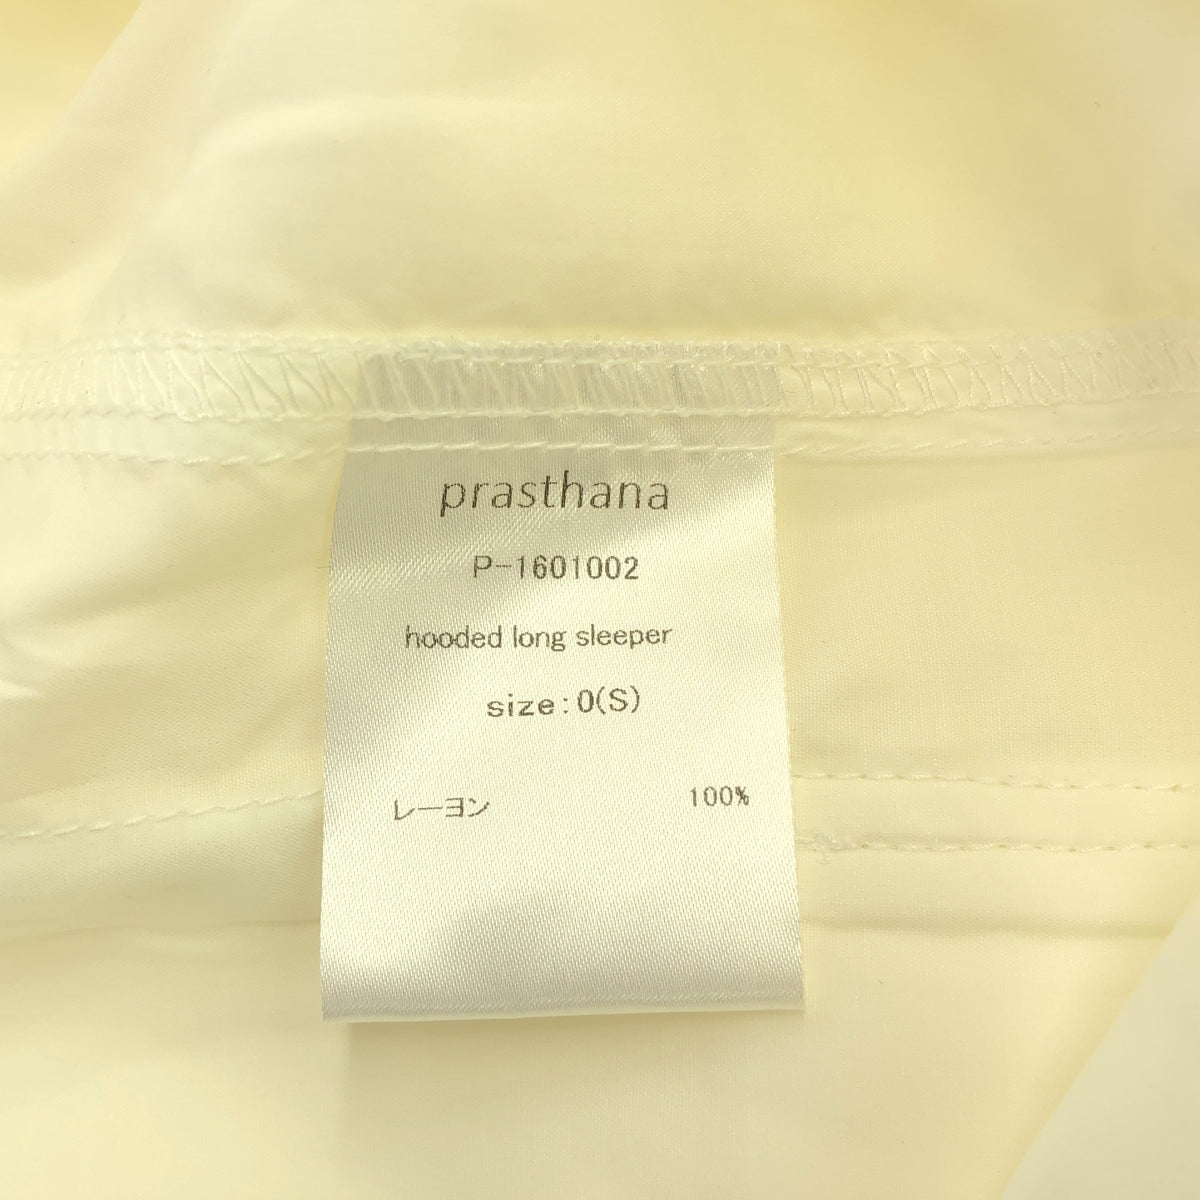 prasthana
P-1601002
hooded long sleeper
size:0(S)
レーヨン 100%